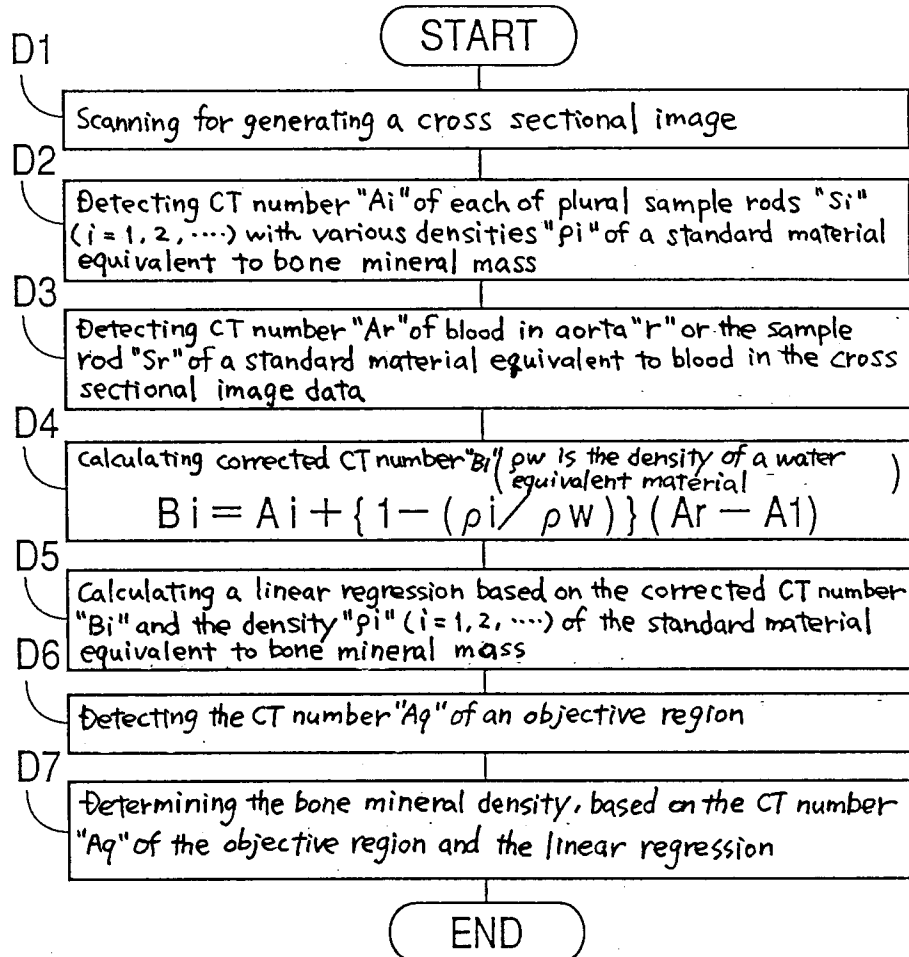 START
D1
Scanning for generating a cross sectional image
D2
Detecting CT number "Ai" of each of plural sample rods "Si"
(i = 1, 2, ····) with various densities "ρi" of a standard material
equivalent to bone mineral mass
D3
Detecting CT number "Ar" of blood in aorta "r" or the sample
rod "Sr" of a standard material equivalent to blood in the cross
sectional image data
D4
Calculating corrected CT number "Bi" (ρw is the density of a water
equivalent material)
Bi = Ai + {1 − (ρi/ρw)}(Ar − A1)
D5
Calculating a linear regression based on the corrected CT number
"Bi" and the density "ρi" (i = 1, 2, ····) of the standard material
equivalent to bone mineral mass
D6
Detecting the CT number "Aq" of an objective region
D7
Determining the bone mineral density, based on the CT number
"Aq" of the objective region and the linear regression
END